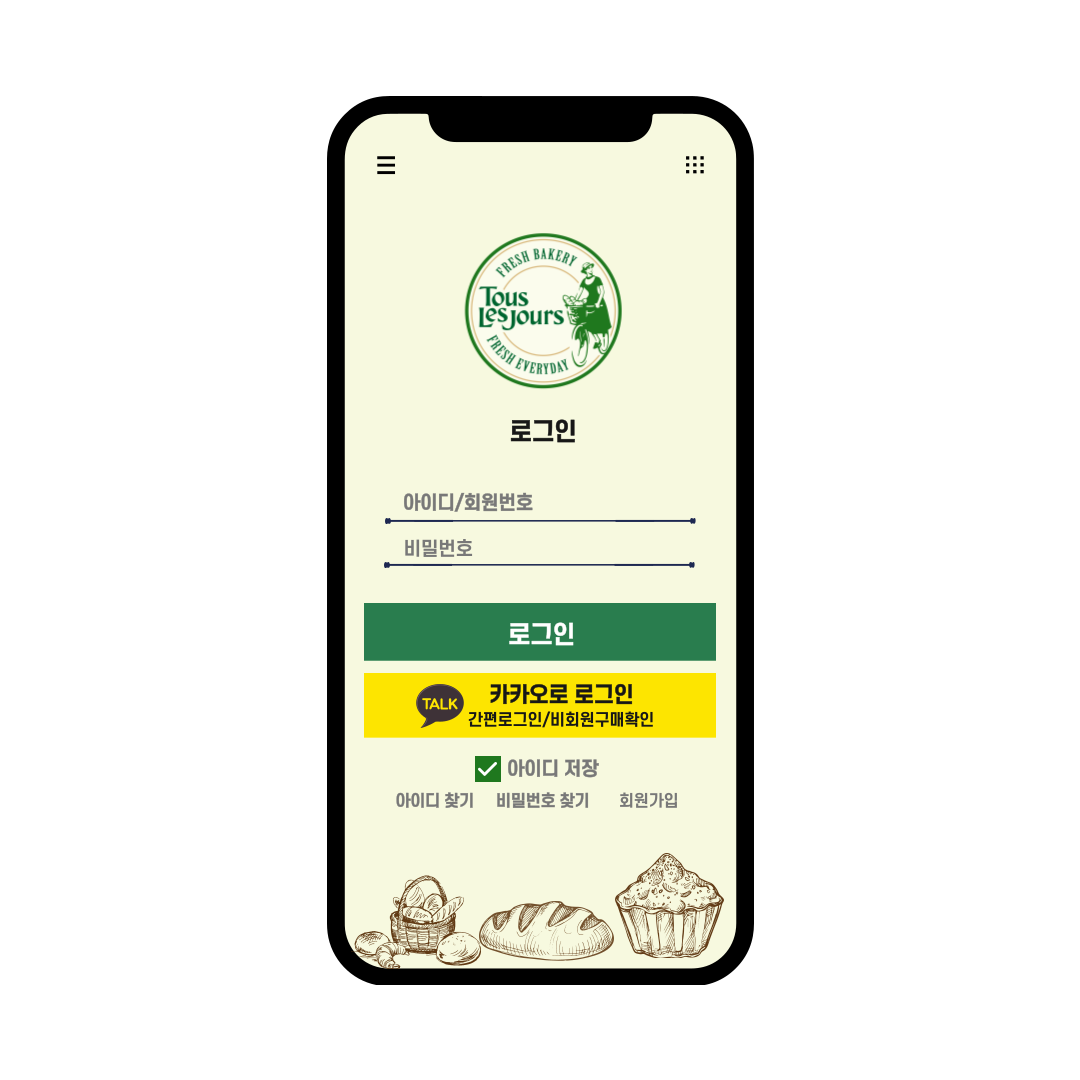 FRESH BAKERY
Tous
Les Jours
FRESH EVERYDAY
로그인
아이디/회원번호
비밀번호
로그인
TALK
카카오로 로그인
간편로그인/비회원구매확인
아이디 저장
아이디 찾기 비밀번호 찾기 회원가입